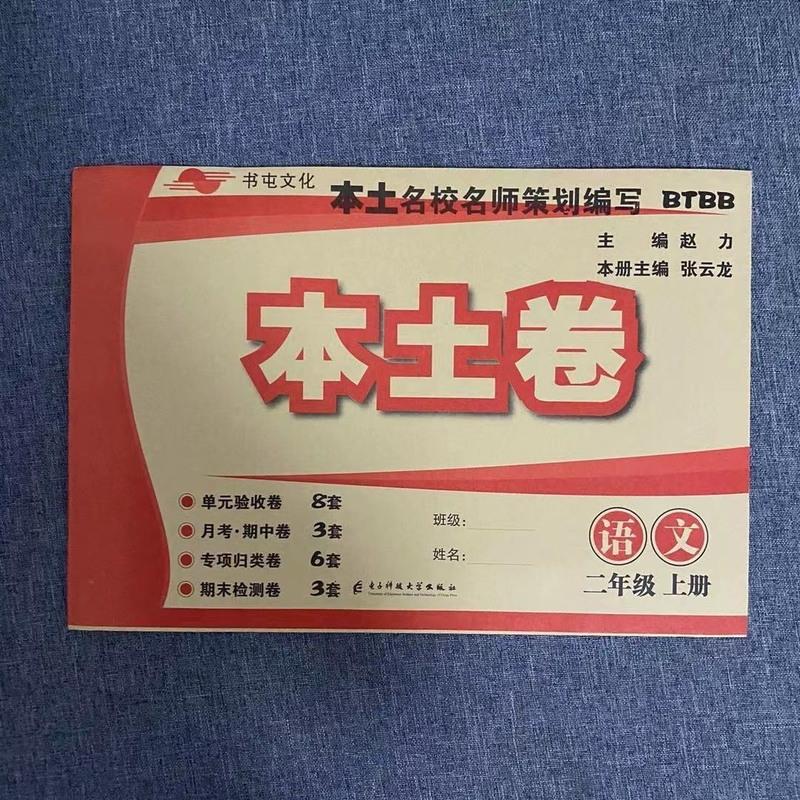 书屯文化
本土名校名师策划编写 BTBB
主 编 赵 力
本册主编 张云龙
本土卷
单元验收卷 8套
月考·期中卷 3套
专项归类卷 6套
期末检测卷 3套
班级:
姓名:
电子科技大学出版社
语文
二年级 上册